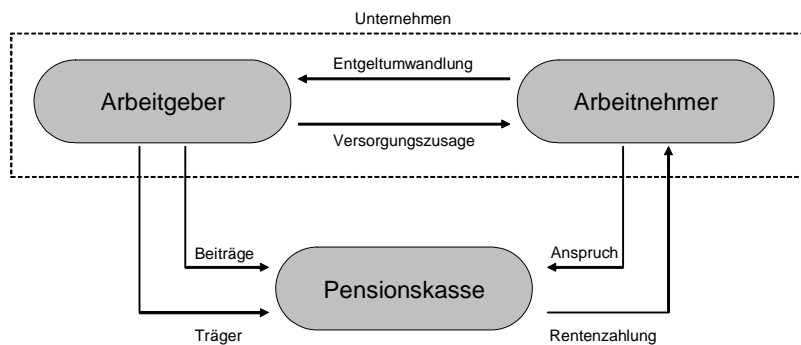 Unternehmen
Entgeltumwandlung
Arbeitgeber
Arbeitnehmer
Versorgungszusage
Beiträge
Anspruch
Pensionskasse
Träger
Rentenzahlung